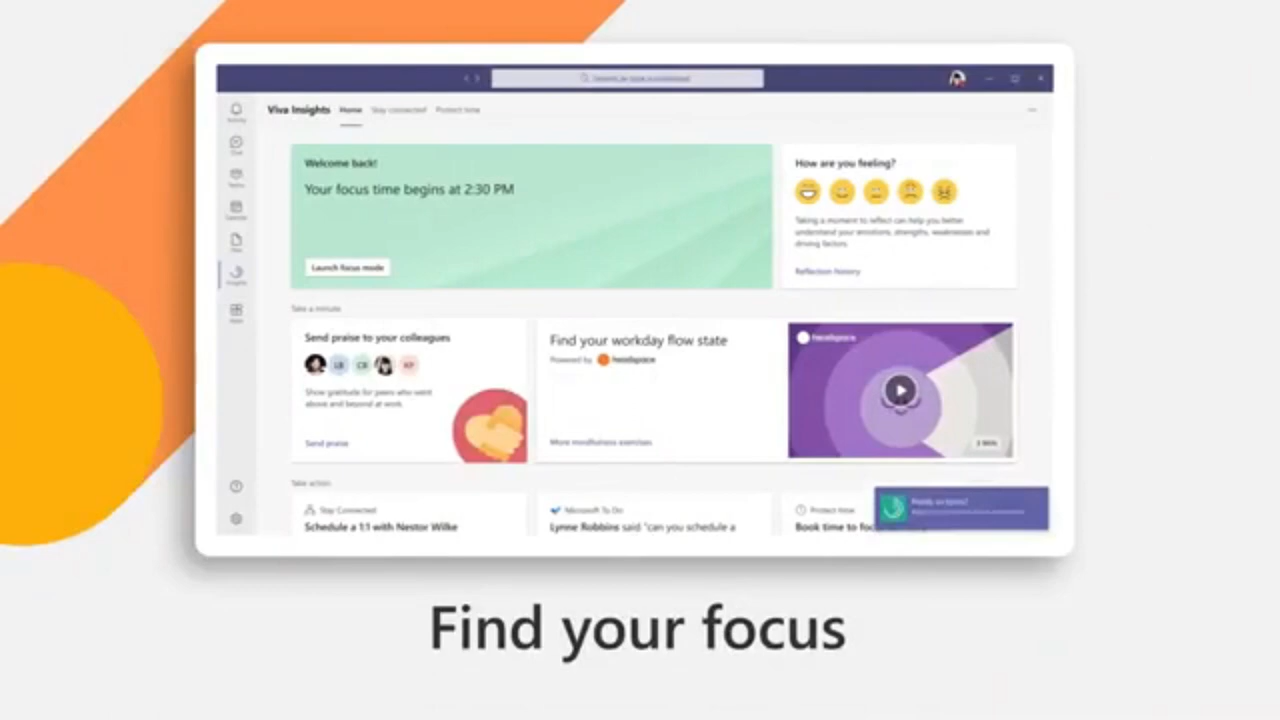 Viva Insights Home Stay connected Protect time
Welcome back!
Your focus time begins at 2:30 PM
Launch focus mode
How are you feeling?
Taking a moment to reflect can help you better
understand your emotions, strengths, weaknesses and
driving factors.
Reflection history
Take a minute
Send praise to your colleagues
LB CB KP
Show gratitude for peers who went
above and beyond at work.
Send praise
Find your workday flow state
Powered by headspace
More mindfulness exercises
headspace
Take action
Stay Connected
Schedule a 1:1 with Nestor Wilke
Microsoft To Do
Lynne Robbins said "can you schedule a
Protect time
Book time to foc
Find your focus